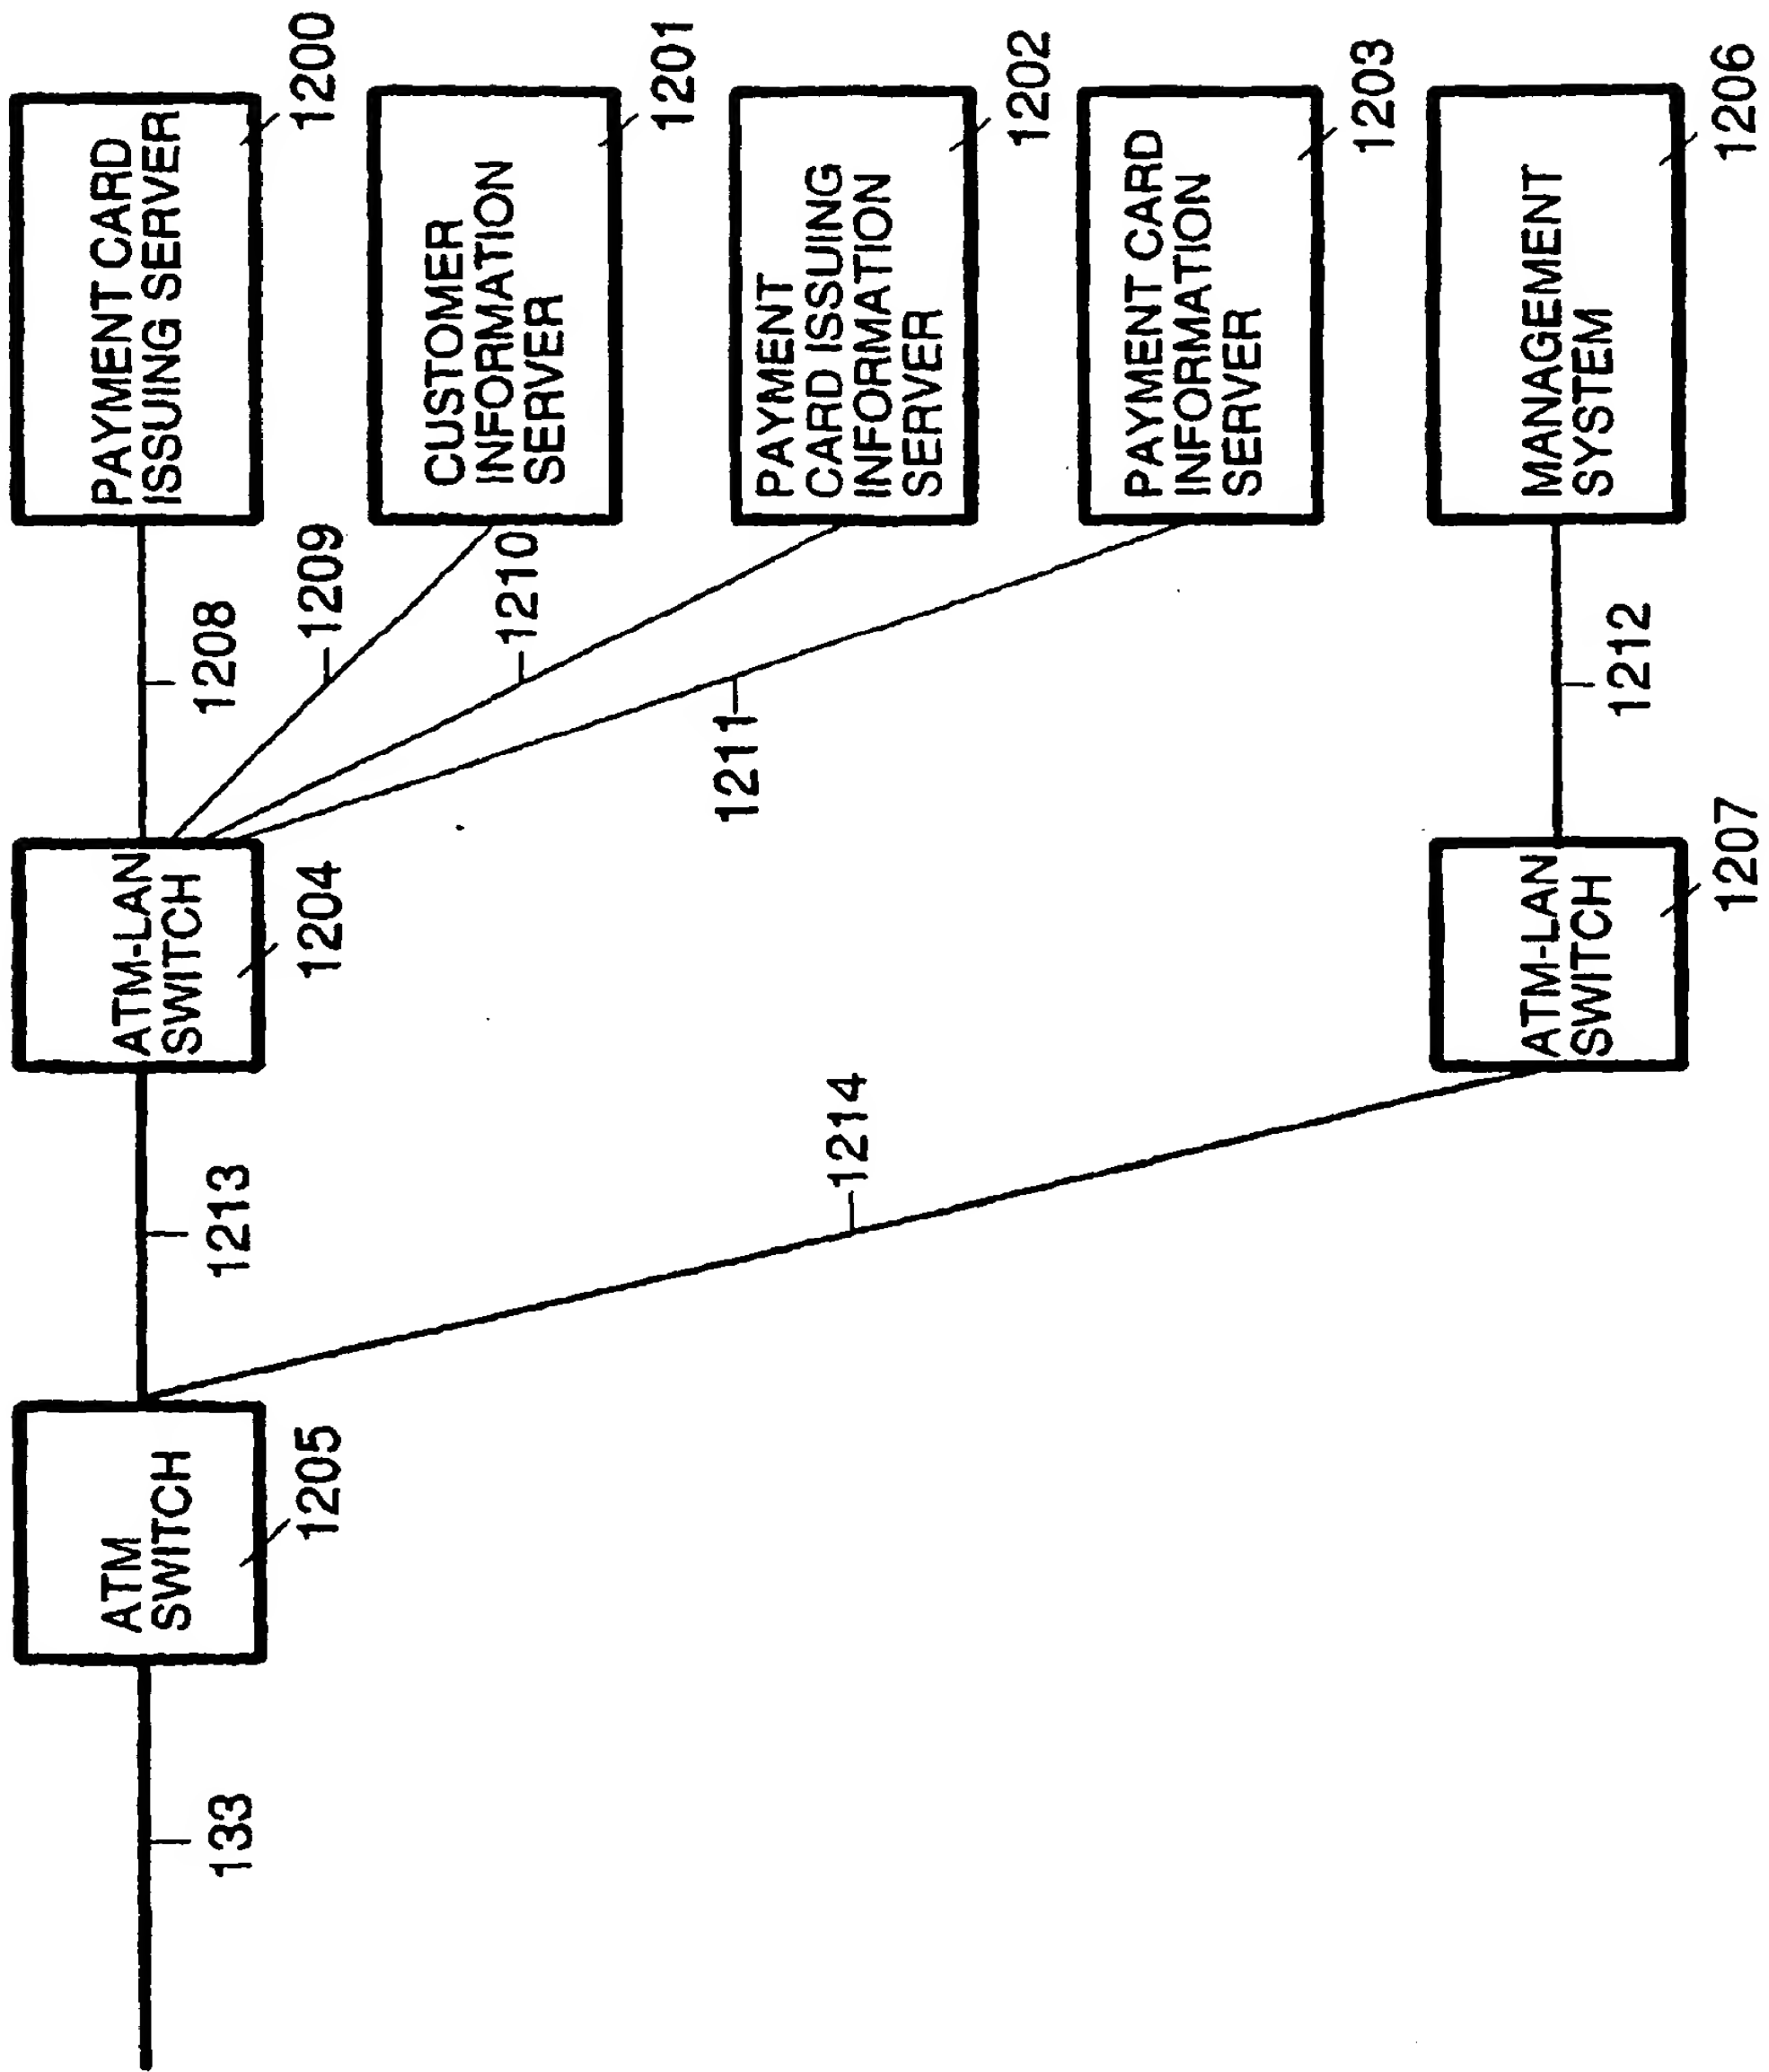 PAYMENT CARD
ISSUING SERVER
1200
CUSTOMER
INFORMATION
SERVER
1201
PAYMENT
CARD ISSUING
INFORMATION
SERVER
1202
PAYMENT CARD
INFORMATION
SERVER
1203
MANAGEMENT
SYSTEM
1206
1208
1209
1210
1211
1212
ATM-LAN
SWITCH
1204
ATM-LAN
SWITCH
1207
1213
1214
ATM
SWITCH
1205
133